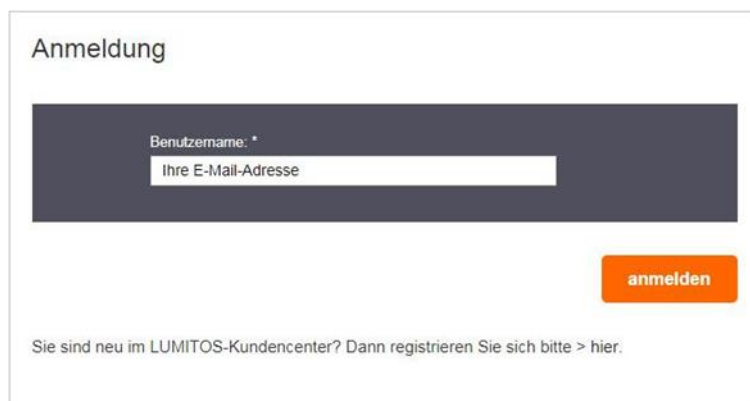 Anmeldung
Benutzername: *
Ihre E-Mail-Adresse
anmelden
Sie sind neu im LUMITOS-Kundencenter? Dann registrieren Sie sich bitte > hier.